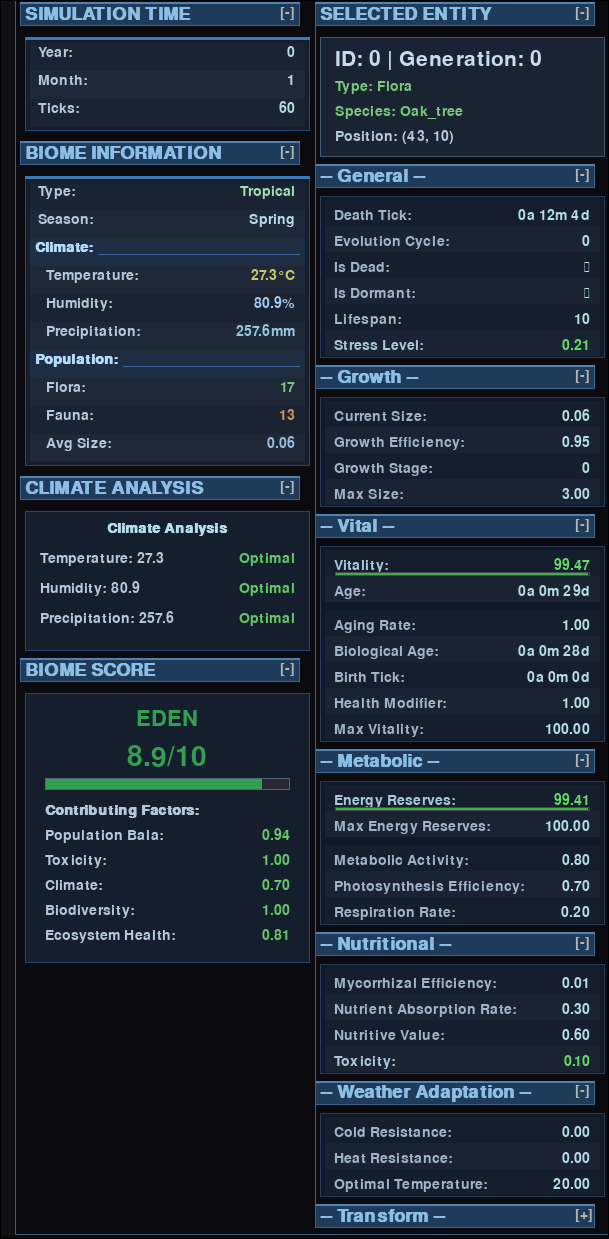 SIMULATION TIME [-]
Year: 0
Month: 1
Ticks: 60
BIOME INFORMATION [-]
Type: Tropical
Season: Spring
Climate:
Temperature: 27.3°C
Humidity: 80.9%
Precipitation: 257.6mm
Population:
Flora: 17
Fauna: 13
Avg Size: 0.06
CLIMATE ANALYSIS [-]
Climate Analysis
Temperature: 27.3 Optimal
Humidity: 80.9 Optimal
Precipitation: 257.6 Optimal
BIOME SCORE [-]
EDEN
8.9/10
Contributing Factors:
Population Bala: 0.94
Toxicity: 1.00
Climate: 0.70
Biodiversity: 1.00
Ecosystem Health: 0.81
SELECTED ENTITY [-]
ID: 0 | Generation: 0
Type: Flora
Species: Oak_tree
Position: (43, 10)
— General — [-]
Death Tick: 0a 12m 4d
Evolution Cycle: 0
Is Dead:
Is Dormant:
Lifespan: 10
Stress Level: 0.21
— Growth — [-]
Current Size: 0.06
Growth Efficiency: 0.95
Growth Stage: 0
Max Size: 3.00
— Vital — [-]
Vitality: 99.47
Age: 0a 0m 29d
Aging Rate: 1.00
Biological Age: 0a 0m 28d
Birth Tick: 0a 0m 0d
Health Modifier: 1.00
Max Vitality: 100.00
— Metabolic — [-]
Energy Reserves: 99.41
Max Energy Reserves: 100.00
Metabolic Activity: 0.80
Photosynthesis Efficiency: 0.70
Respiration Rate: 0.20
— Nutritional — [-]
Mycorrhizal Efficiency: 0.01
Nutrient Absorption Rate: 0.30
Nutritive Value: 0.60
Toxicity: 0.10
— Weather Adaptation — [-]
Cold Resistance: 0.00
Heat Resistance: 0.00
Optimal Temperature: 20.00
— Transform — [+]